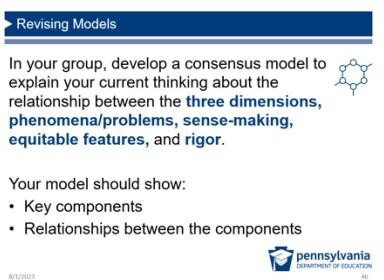 Revising Models
In your group, develop a consensus model to
explain your current thinking about the
relationship between the three dimensions,
phenomena/problems, sense-making,
equitable features, and rigor.
Your model should show:
• Key components
• Relationships between the components
8/1/2023
pennsylvania
DEPARTMENT OF EDUCATION
46